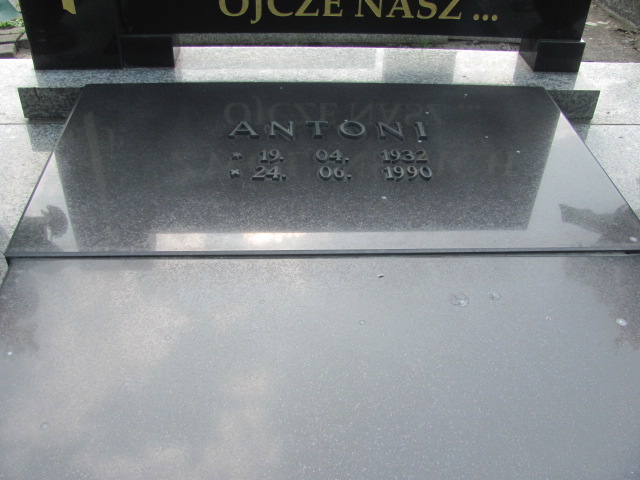 OJCZE NASZ ...
ANTONI
* 19. 04. 1932
* 24. 06. 1990